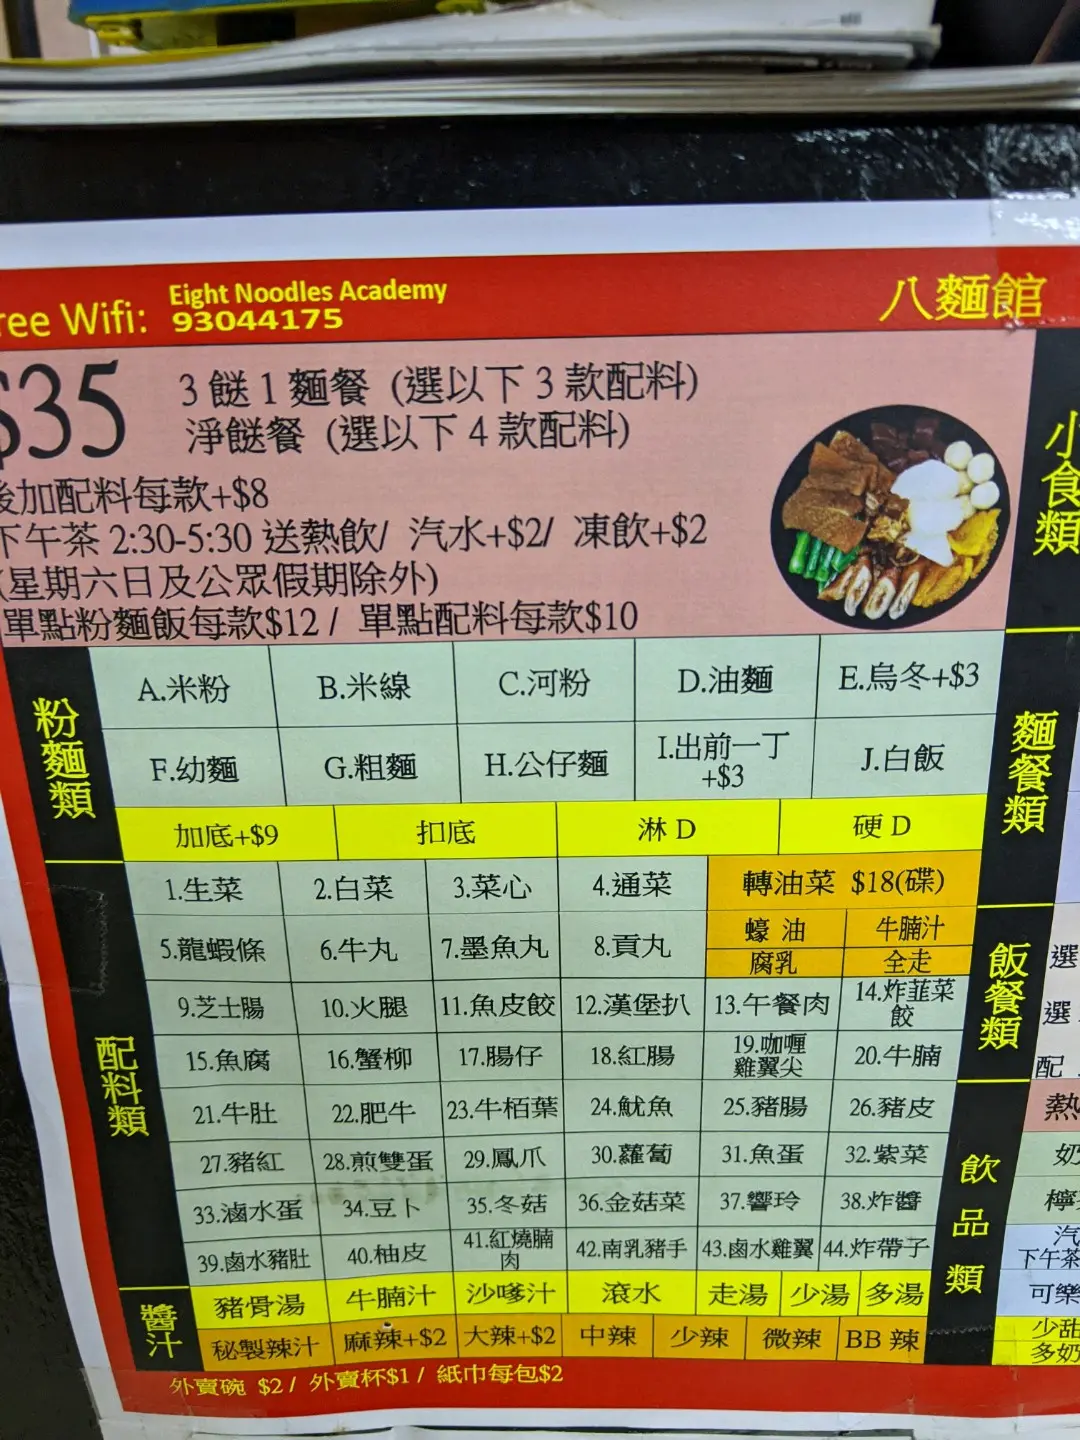 ree Wifi: Eight Noodles Academy
93044175
八麵館
$35
3 餸 1 麵餐 (選以下 3 款配料)
淨餸餐 (選以下 4 款配料)
後加配料每款+$8
下午茶 2:30-5:30 送熱飲/ 汽水+$2/ 凍飲+$2
(星期六日及公眾假期除外)
單點粉麵飯每款$12 / 單點配料每款$10
粉麵類
A.米粉
B.米線
C.河粉
D.油麵
E.烏冬+$3
F.幼麵
G.粗麵
H.公仔麵
I.出前一丁
+$3
J.白飯
加底+$9
扣底
淋 D
硬 D
配料類
1.生菜
2.白菜
3.菜心
4.通菜
轉油菜 $18(碟)
5.龍蝦條
6.牛丸
7.墨魚丸
8.貢丸
蠔 油
牛腩汁
腐乳
全走
9.芝士腸
10.火腿
11.魚皮餃
12.漢堡扒
13.午餐肉
14.炸韮菜
餃
15.魚腐
16.蟹柳
17.腸仔
18.紅腸
19.咖喱
雞翼尖
20.牛腩
21.牛肚
22.肥牛
23.牛栢葉
24.魷魚
25.豬腸
26.豬皮
27.豬紅
28.煎雙蛋
29.鳳爪
30.蘿蔔
31.魚蛋
32.紫菜
33.滷水蛋
34.豆卜
35.冬菇
36.金菇菜
37.響玲
38.炸醬
39.鹵水豬肚
40.柚皮
41.紅燒腩
肉
42.南乳豬手
43.鹵水雞翼
44.炸帶子
醬汁
豬骨湯
牛腩汁
沙嗲汁
滾水
走湯
少湯
多湯
秘製辣汁
麻辣+$2
大辣+$2
中辣
少辣
微辣
BB 辣
外賣碗 $2 / 外賣杯$1 / 紙巾每包$2
小食類
麵餐類
飯餐類
選
選
配
飲品類
熱
奶
檸
汽
下午茶
可樂
少甜
多奶